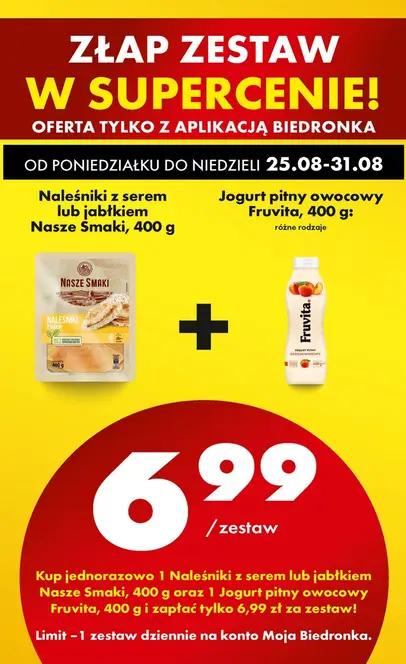 ZŁAP ZESTAW
W SUPERCENIE!
OFERTA TYLKO Z APLIKACJĄ BIEDRONKA
OD PONIEDZIAŁKU DO NIEDZIELI 25.08-31.08
Naleśniki z serem
lub jabłkiem
Nasze Smaki, 400 g
Jogurt pitny owocowy
Fruvita, 400 g:
różne rodzaje
NASZE SMAKI
NALEŚNIKI
400 g
+
Fruvita
6 99
/zestaw
Kup jednorazowo 1 Naleśniki z serem lub jabłkiem
Nasze Smaki, 400 g oraz 1 Jogurt pitny owocowy
Fruvita, 400 g i zapłać tylko 6,99 zł za zestaw!
Limit –1 zestaw dziennie na konto Moja Biedronka.